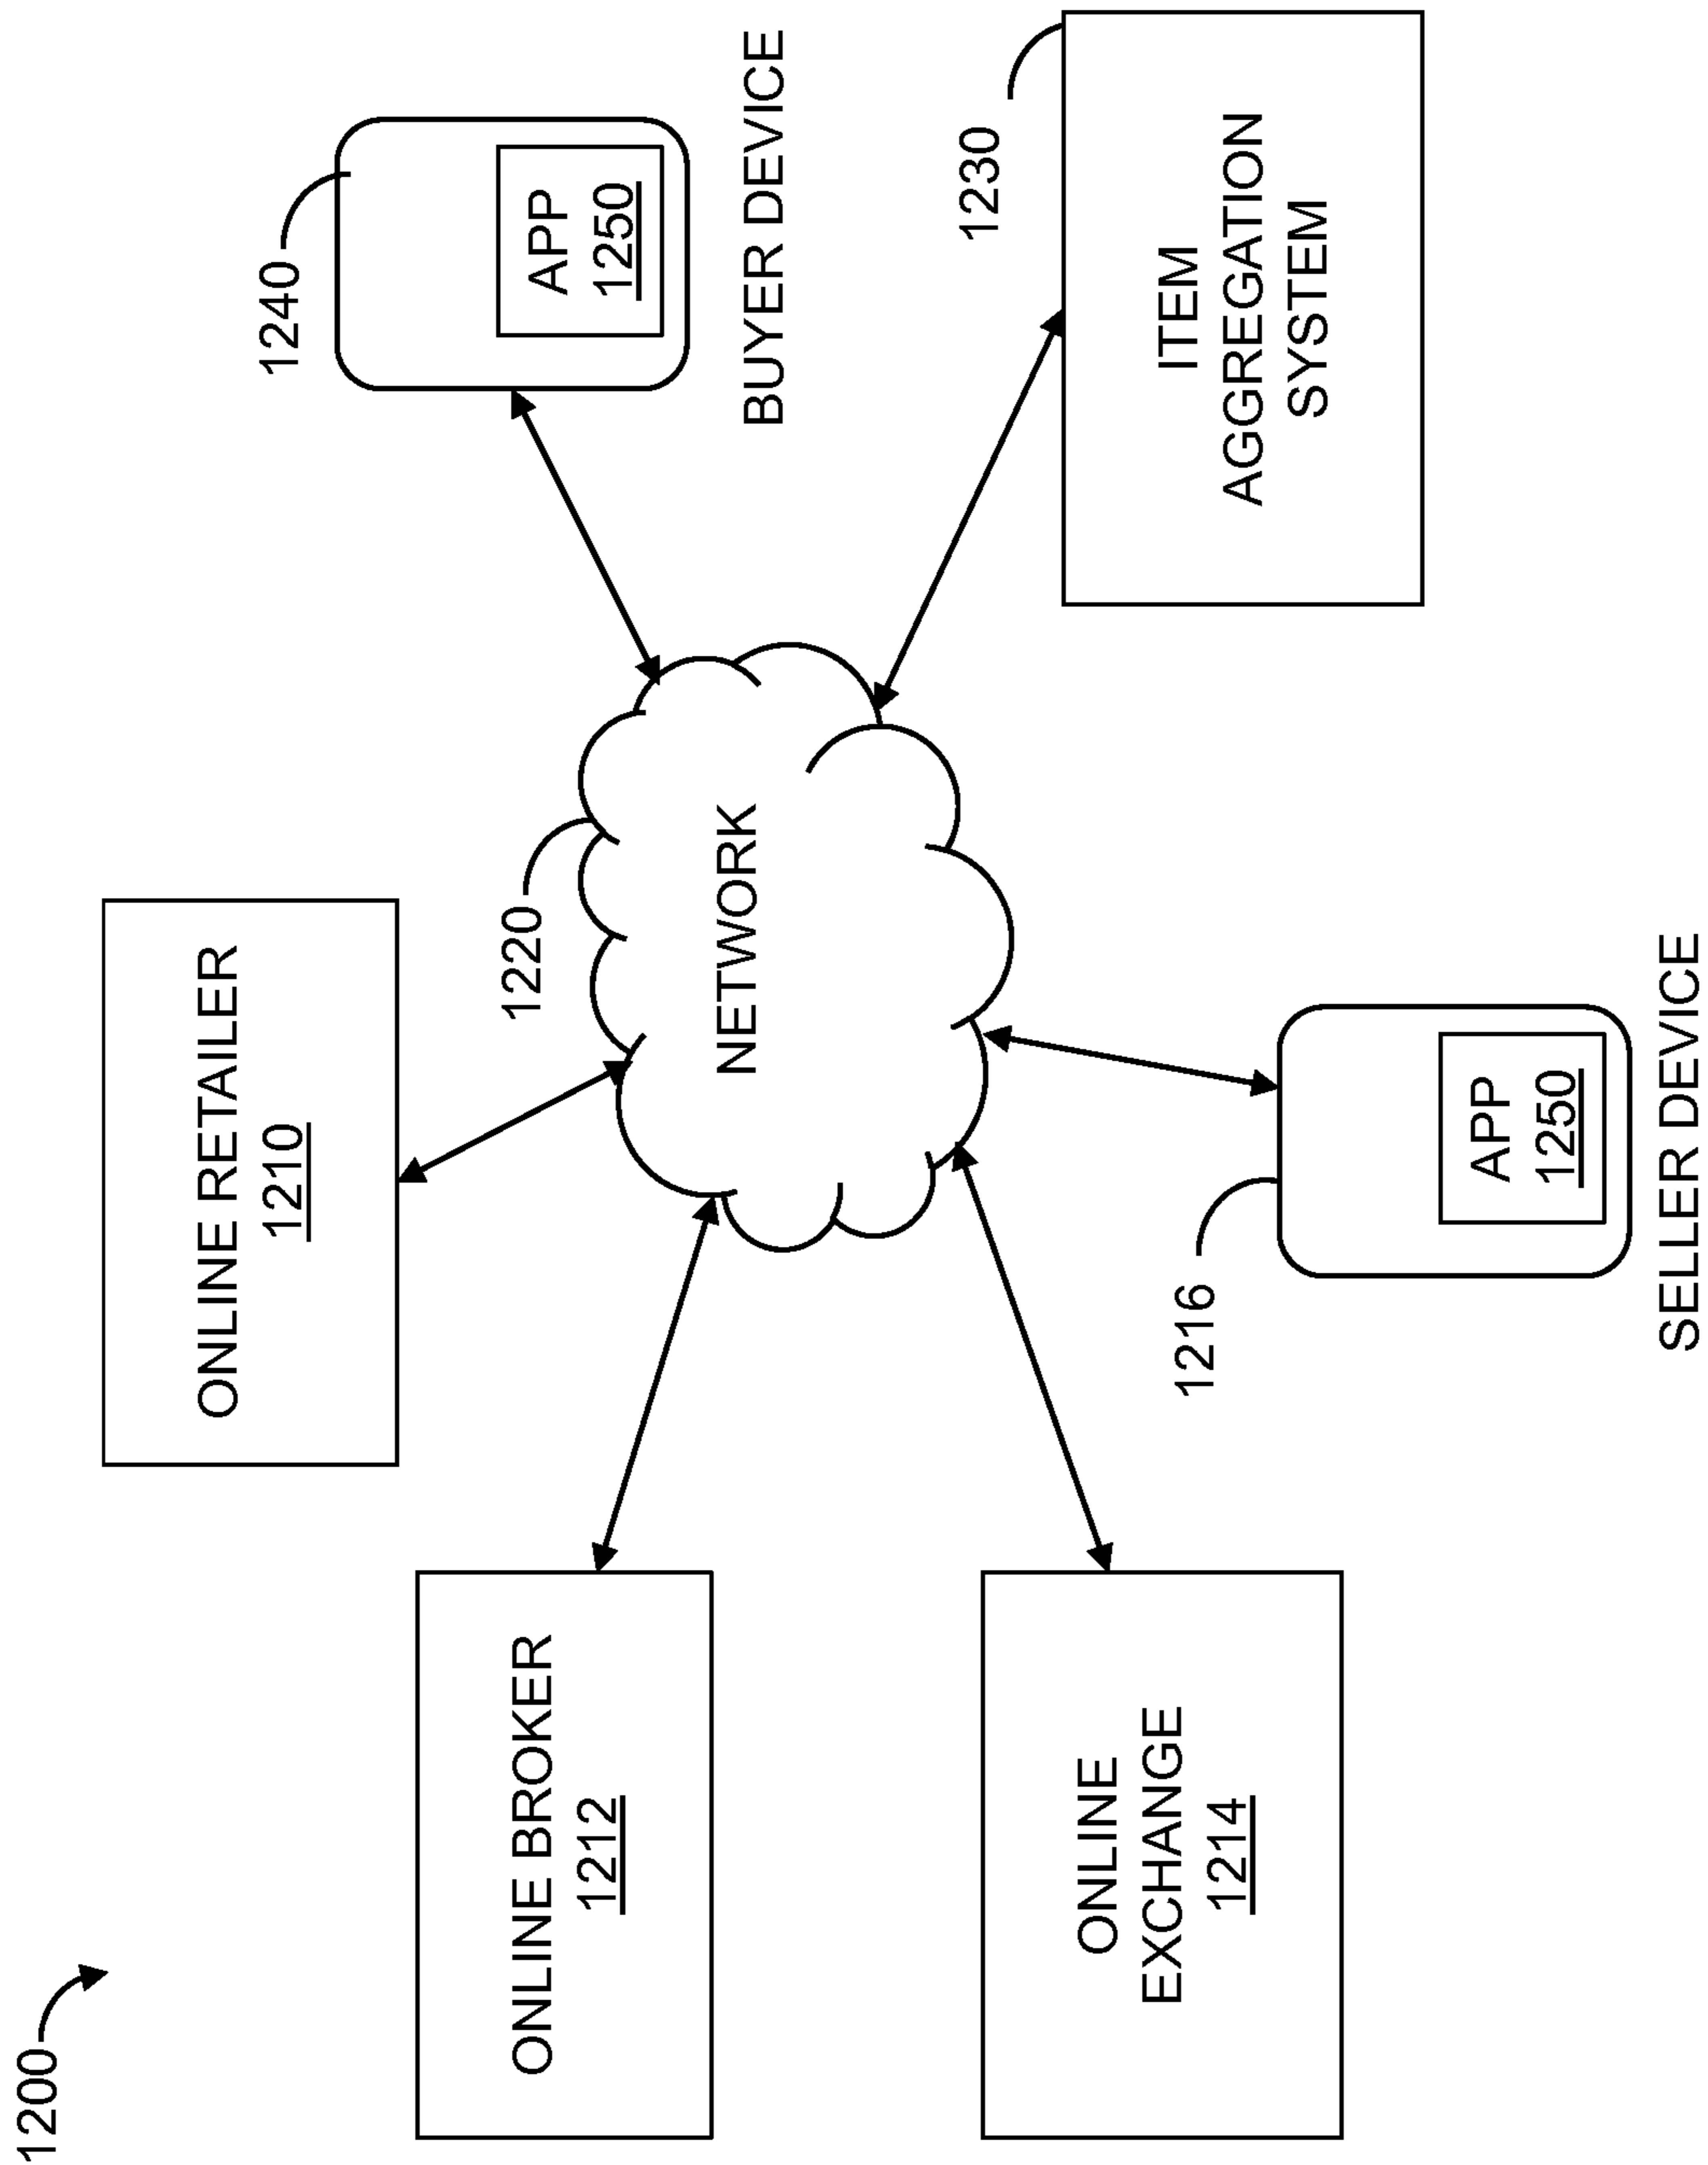 1200
ONLINE RETAILER
1210
ONLINE BROKER
1212
1240
APP
1250
BUYER DEVICE
1220
NETWORK
1230
ITEM
AGGREGATION
SYSTEM
ONLINE
EXCHANGE
1214
1216
APP
1250
SELLER DEVICE